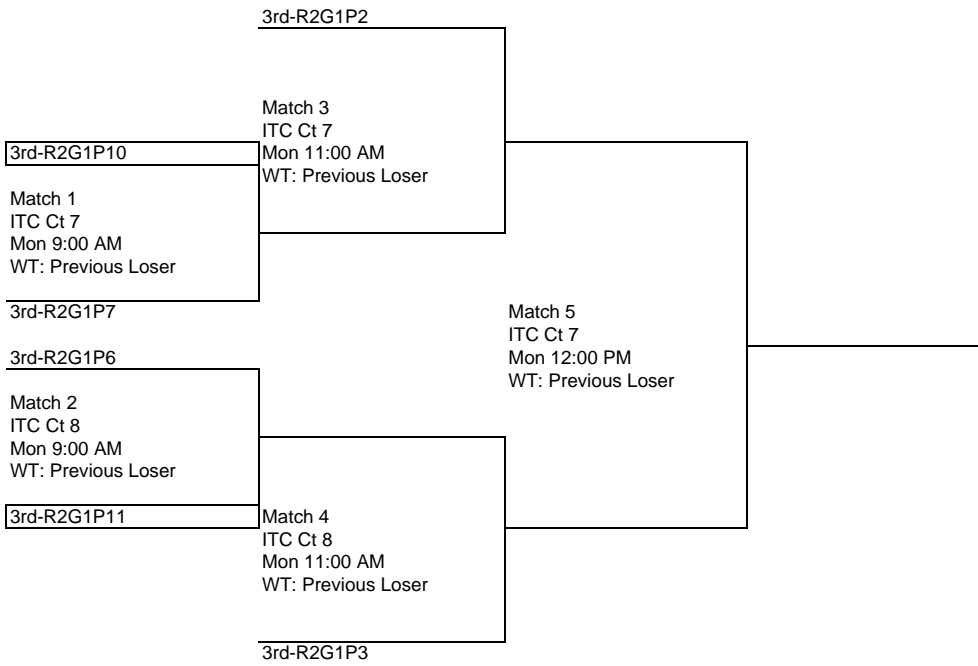 3rd-R2G1P2
Match 3
ITC Ct 7
Mon 11:00 AM
WT: Previous Loser
3rd-R2G1P10
Match 1
ITC Ct 7
Mon 9:00 AM
WT: Previous Loser
3rd-R2G1P7
Match 5
ITC Ct 7
Mon 12:00 PM
WT: Previous Loser
3rd-R2G1P6
Match 2
ITC Ct 8
Mon 9:00 AM
WT: Previous Loser
3rd-R2G1P11
Match 4
ITC Ct 8
Mon 11:00 AM
WT: Previous Loser
3rd-R2G1P3